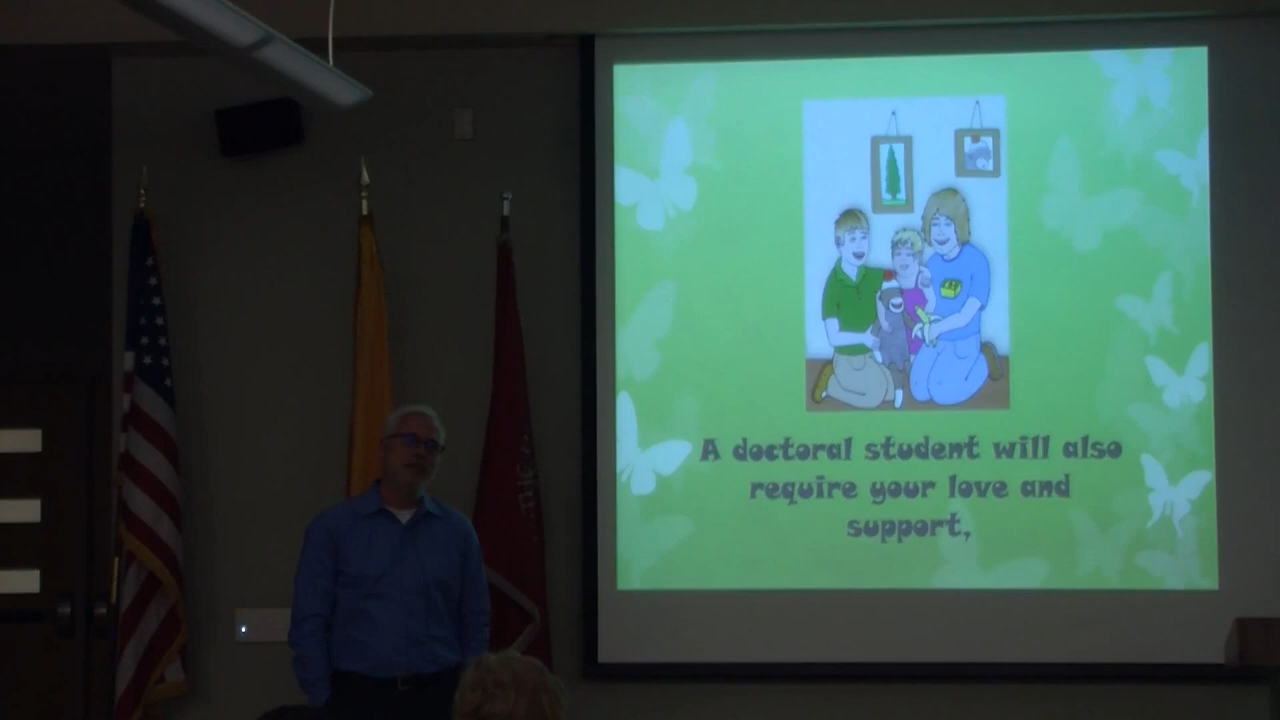 A doctoral student will also
require your love and
support,